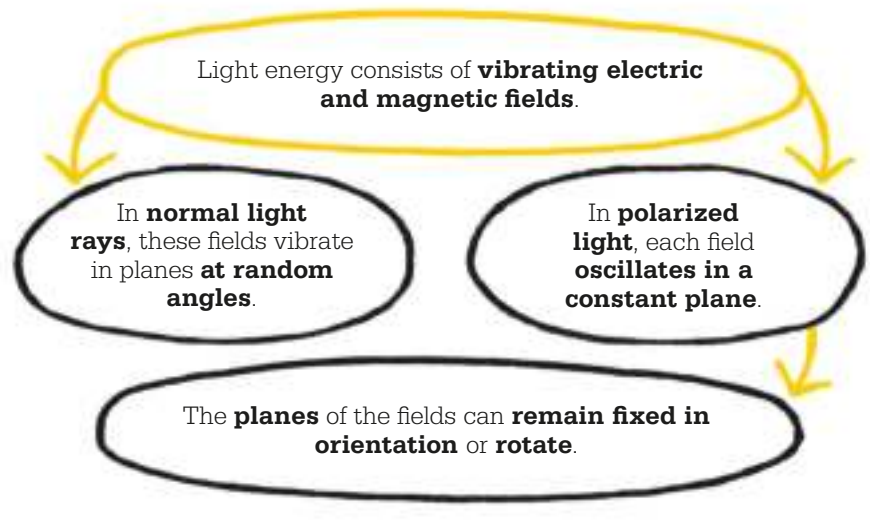 Light energy consists of vibrating electric
and magnetic fields.
In normal light
rays, these fields vibrate
in planes at random
angles.
In polarized
light, each field
oscillates in a
constant plane.
The planes of the fields can remain fixed in
orientation or rotate.